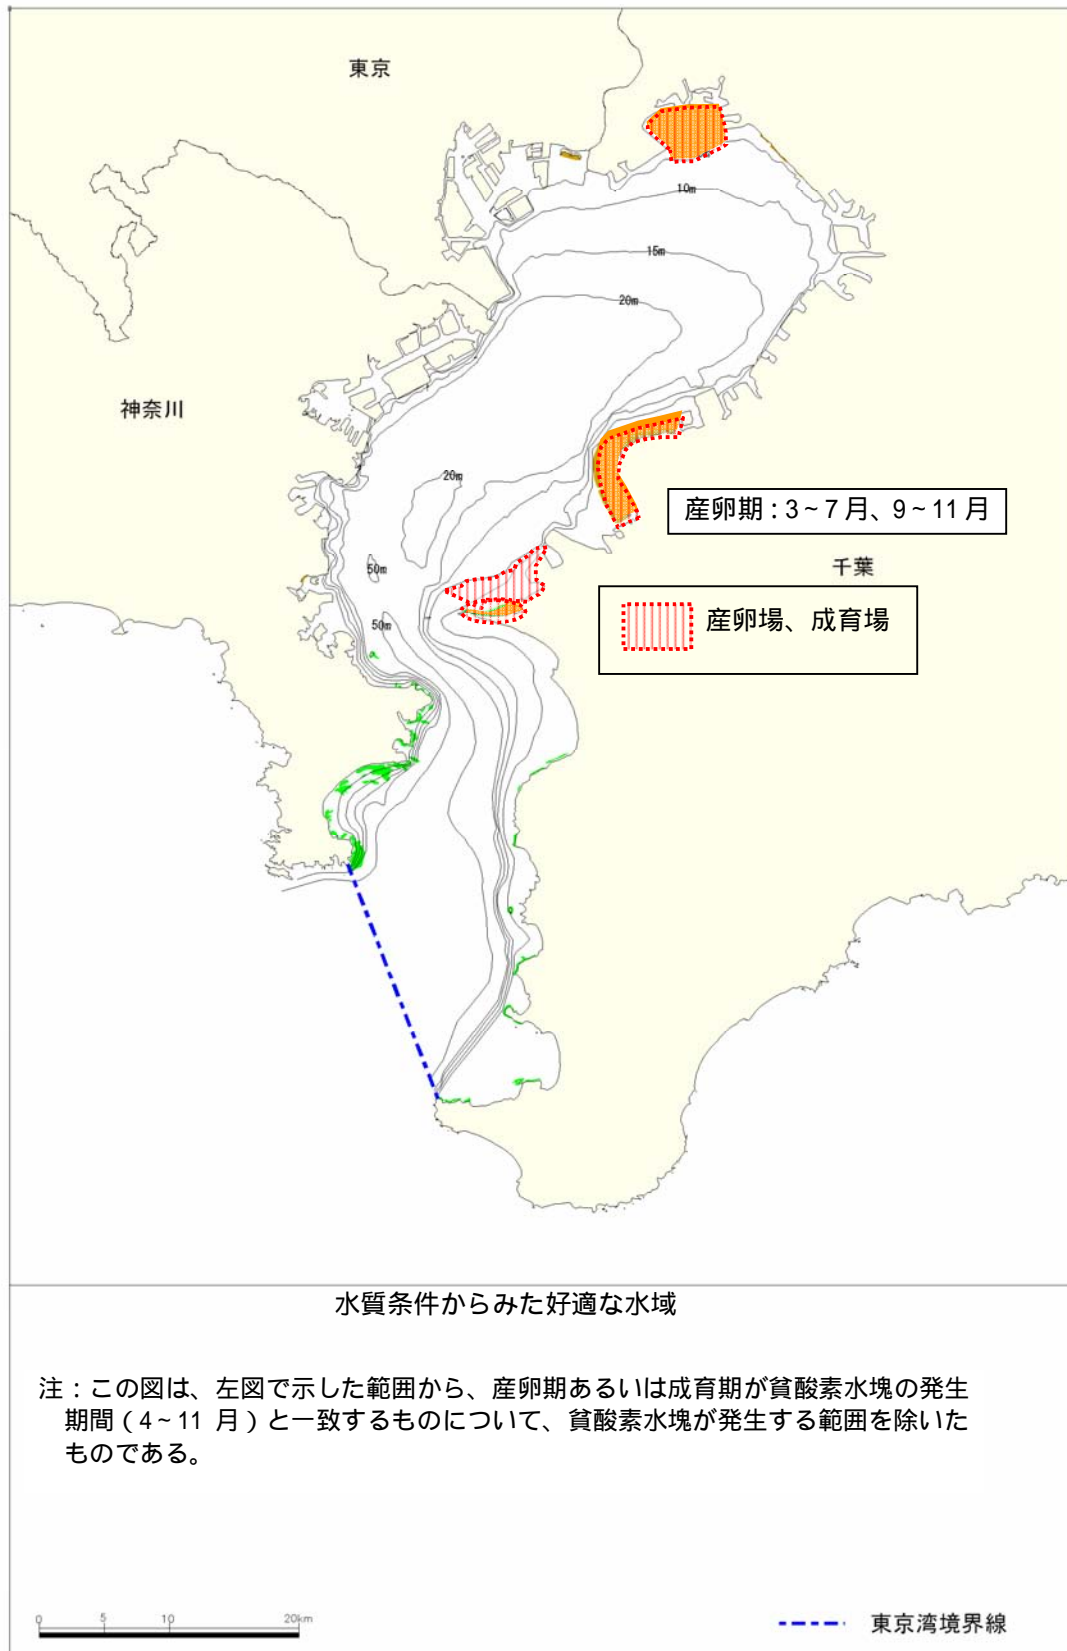 東京
10m
15m
20m
神奈川
20m
産卵期：3～7月、9～11月
千葉
50m
産卵場、成育場
50m
水質条件からみた好適な水域
注：この図は、左図で示した範囲から、産卵期あるいは成育期が貧酸素水塊の発生
期間（4～11 月）と一致するものについて、貧酸素水塊が発生する範囲を除いた
ものである。
0 5 10 20km
東京湾境界線